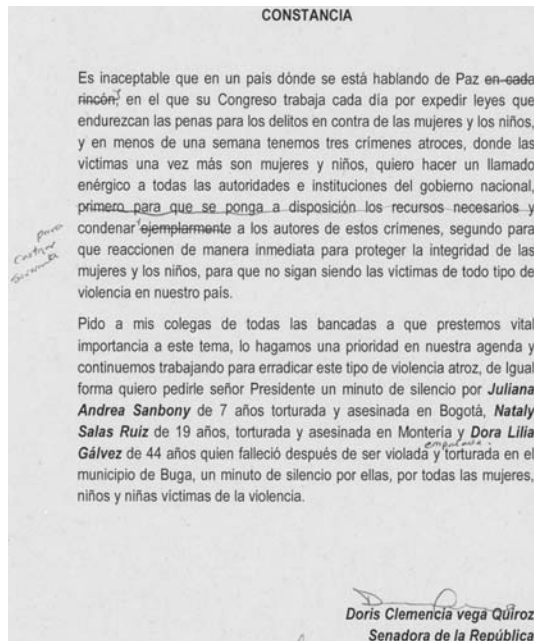 CONSTANCIA
Es inaceptable que en un país dónde se está hablando de Paz en cada
rincón, en el que su Congreso trabaja cada día por expedir leyes que
endurezcan las penas para los delitos en contra de las mujeres y los niños,
y en menos de una semana tenemos tres crímenes atroces, donde las
víctimas una vez más son mujeres y niños, quiero hacer un llamado
enérgico a todas las autoridades e instituciones del gobierno nacional,
primero para que se ponga a disposición los recursos necesarios y
condenar ejemplarmente a los autores de estos crímenes, segundo para
que reaccionen de manera inmediata para proteger la integridad de las
mujeres y los niños, para que no sigan siendo las víctimas de todo tipo de
violencia en nuestro país.
para
Pido a mis colegas de todas las bancadas a que prestemos vital
importancia a este tema, lo hagamos una prioridad en nuestra agenda y
continuemos trabajando para erradicar este tipo de violencia atroz, de Igual
forma quiero pedirle señor Presidente un minuto de silencio por Juliana
Andrea Sanbony de 7 años torturada y asesinada en Bogotá, Nataly
Salas Ruiz de 19 años, torturada y asesinada en Montería y Dora Lilia
empalada
Gálvez de 44 años quien falleció después de ser violada y torturada en el
municipio de Buga, un minuto de silencio por ellas, por todas las mujeres,
niños y niñas víctimas de la violencia.
Doris Clemencia vega Quiroz
Senadora de la República